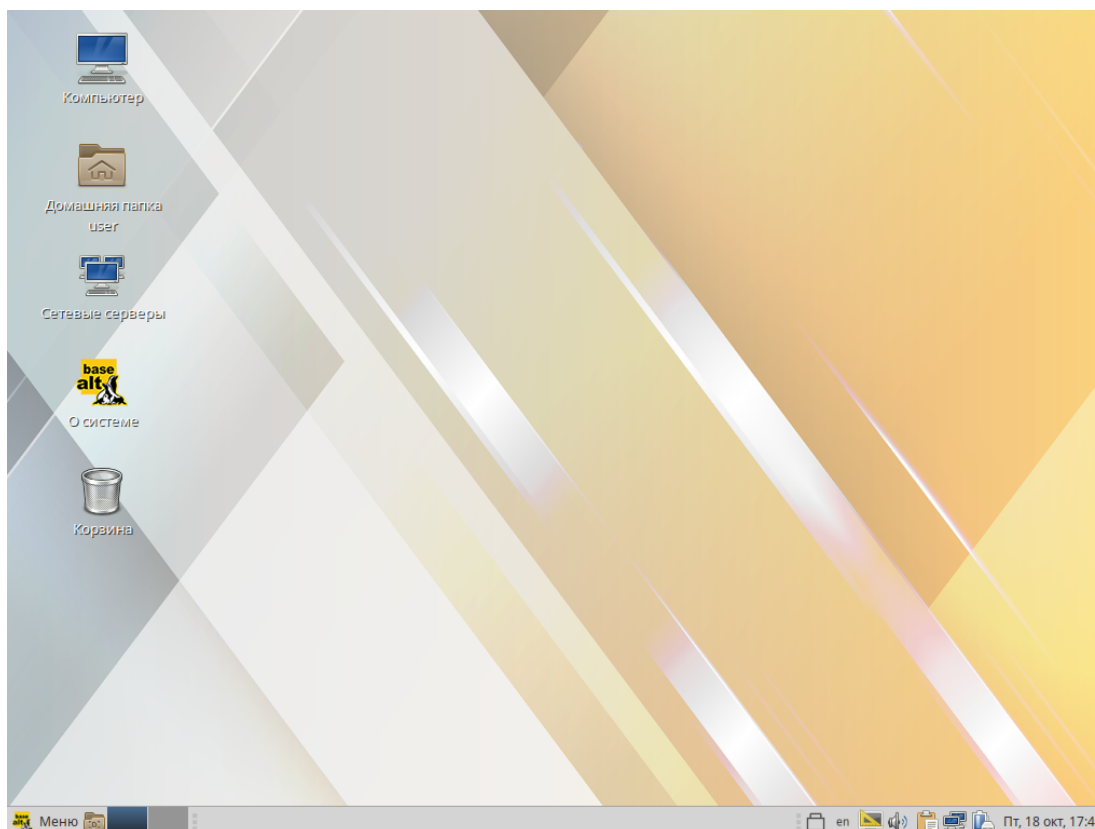 Компьютер
Домашняя папка
user
Сетевые серверы
base
alt
О системе
Корзина
Меню
en
Пт, 18 окт, 17:4